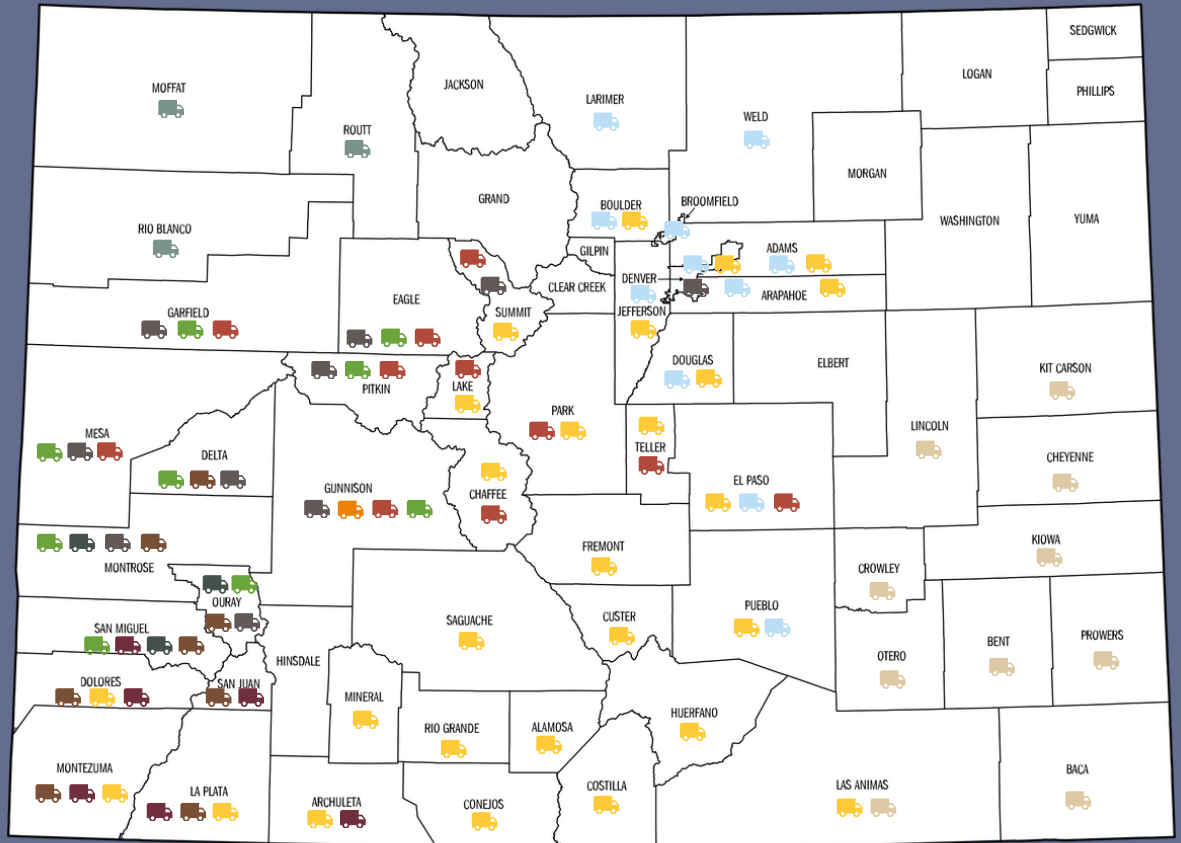 SEDGWICK
LOGAN
JACKSON
MOFFAT
PHILLIPS
LARIMER
WELD
ROUTT
MORGAN
GRAND
BOULDER
BROOMFIELD
WASHINGTON
YUMA
RIO BLANCO
GILPIN
ADAMS
DENVER
CLEAR CREEK
ARAPAHOE
EAGLE
GARFIELD
SUMMIT
JEFFERSON
DOUGLAS
ELBERT
KIT CARSON
LAKE
PITKIN
PARK
LINCOLN
MESA
TELLER
DELTA
CHEYENNE
EL PASO
GUNNISON
CHAFFEE
KIOWA
FREMONT
MONTROSE
CROWLEY
OURAY
PUEBLO
CUSTER
SAGUACHE
SAN MIGUEL
PROWERS
BENT
OTERO
HINSDALE
DOLORES
SAN JUAN
MINERAL
HUERFANO
RIO GRANDE
ALAMOSA
MONTEZUMA
BACA
LAS ANIMAS
COSTILLA
LA PLATA
ARCHULETA
CONEJOS